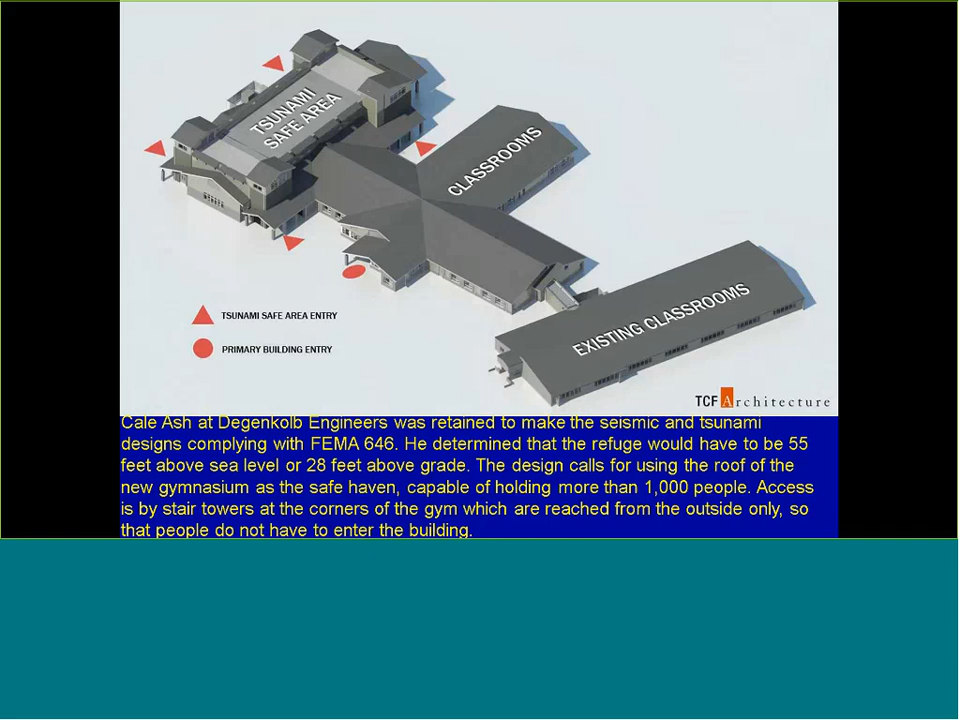 TSUNAMI
SAFE AREA
CLASSROOMS
EXISTING CLASSROOMS
TSUNAMI SAFE AREA ENTRY
PRIMARY BUILDING ENTRY
TCF Architecture
Cale Ash at Degenkolb Engineers was retained to make the seismic and tsunami
designs complying with FEMA 646. He determined that the refuge would have to be 55
feet above sea level or 28 feet above grade. The design calls for using the roof of the
new gymnasium as the safe haven, capable of holding more than 1,000 people. Access
is by stair towers at the corners of the gym which are reached from the outside only, so
that people do not have to enter the building.